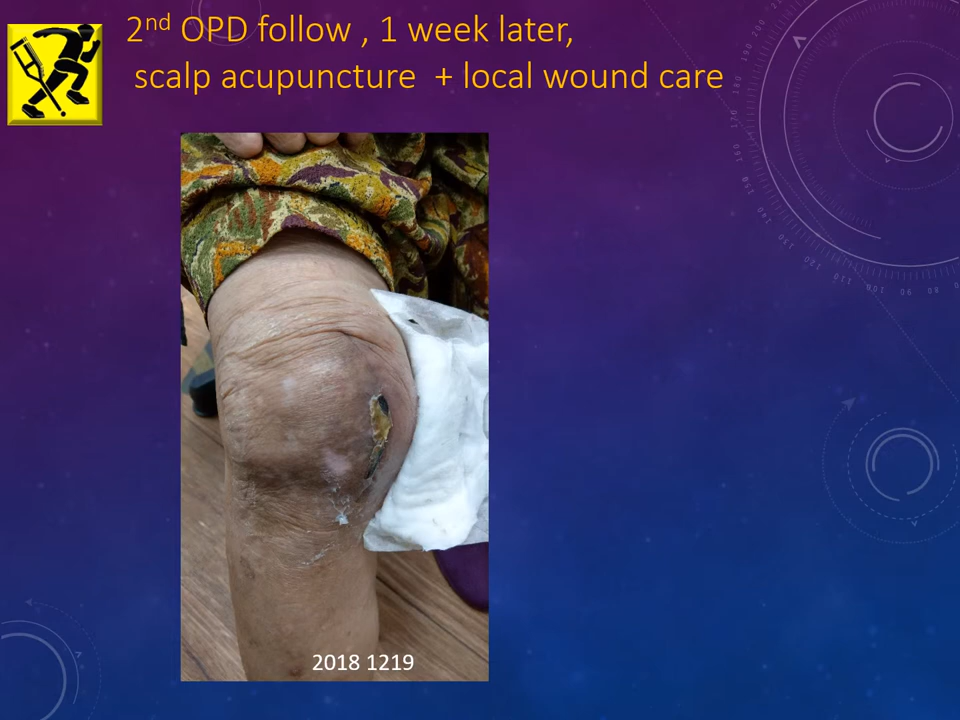 2nd OPD follow , 1 week later,
scalp acupuncture + local wound care
2018 1219